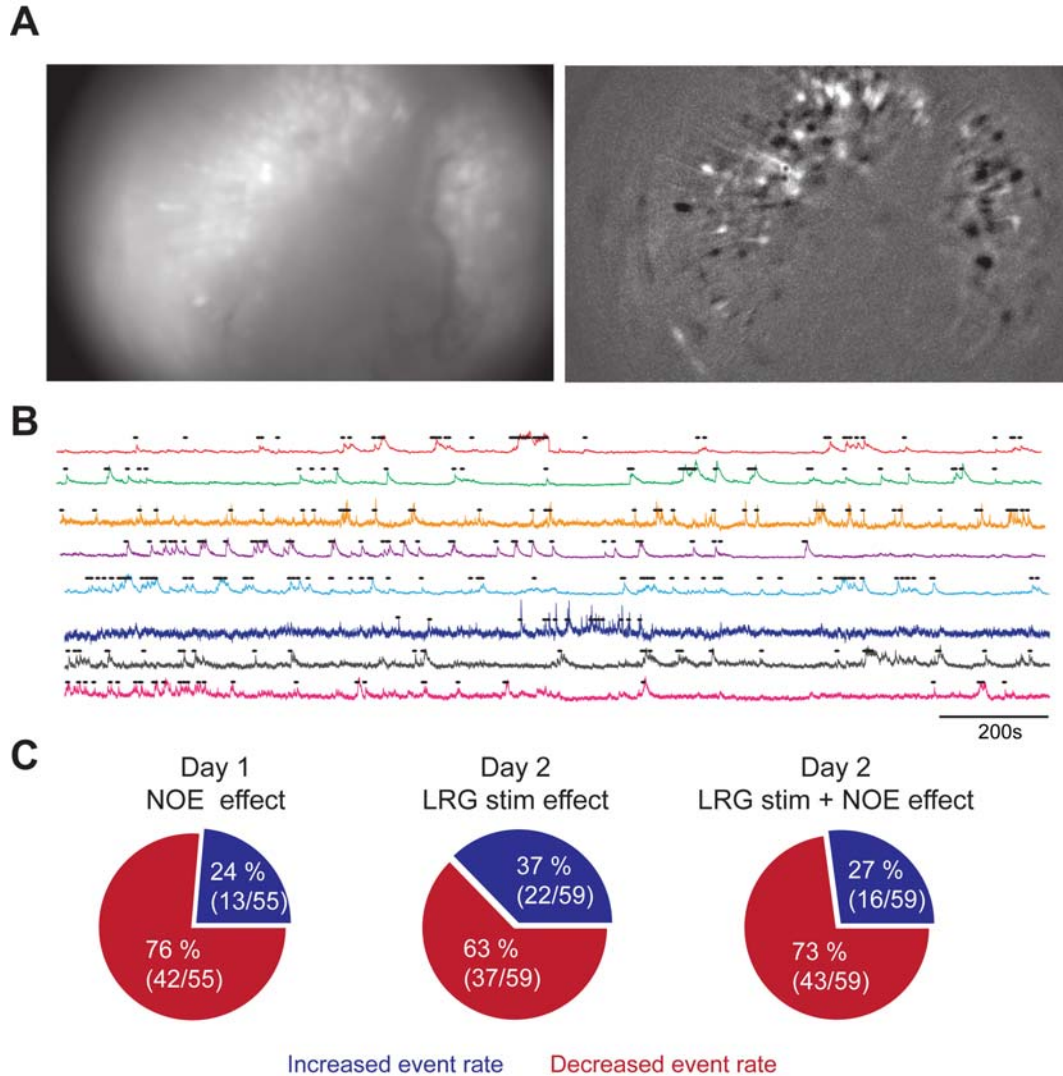 A
B
200s
C
Day 1
NOE effect
Day 2
LRG stim effect
Day 2
LRG stim + NOE effect
24 %
(13/55)
76 %
(42/55)
37 %
(22/59)
63 %
(37/59)
27 %
(16/59)
73 %
(43/59)
Increased event rate
Decreased event rate